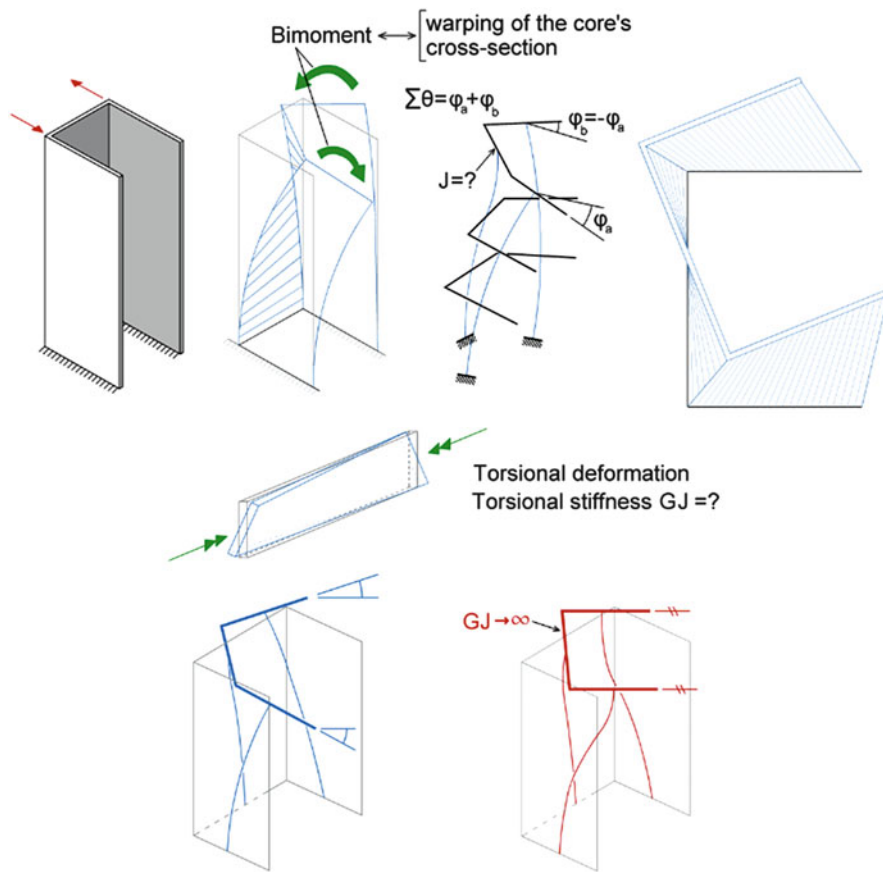 Bimoment
warping of the core's
cross-section
∑θ=φa+φb
φb=-φa
J=?
φa
Torsional deformation
Torsional stiffness GJ =?
GJ→∞